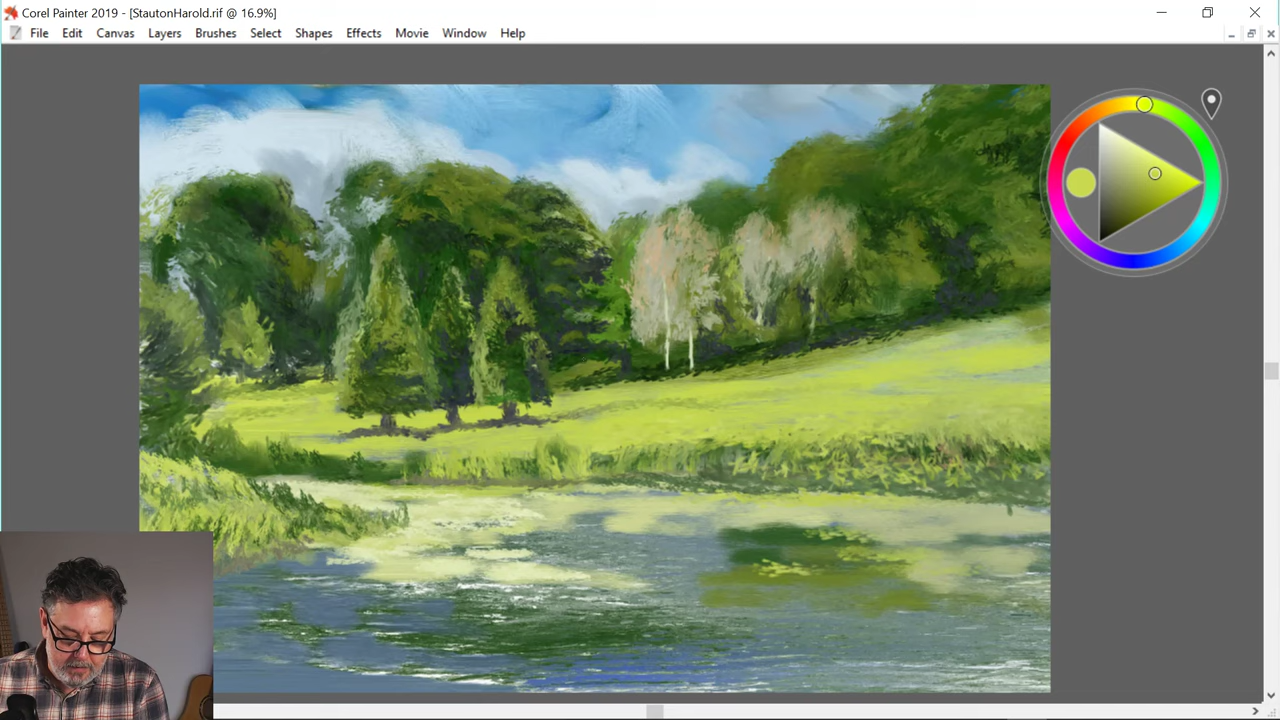 Corel Painter 2019 - [StautonHarold.rif @ 16.9%]
File Edit Canvas Layers Brushes Select Shapes Effects Movie Window Help